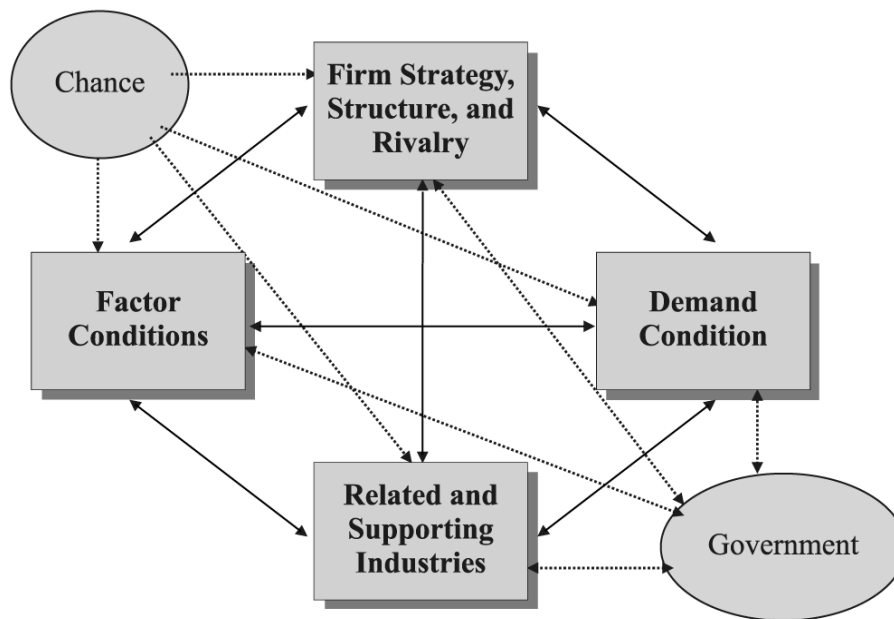 Chance
Firm Strategy,
Structure, and
Rivalry
Factor
Conditions
Demand
Condition
Related and
Supporting
Industries
Government